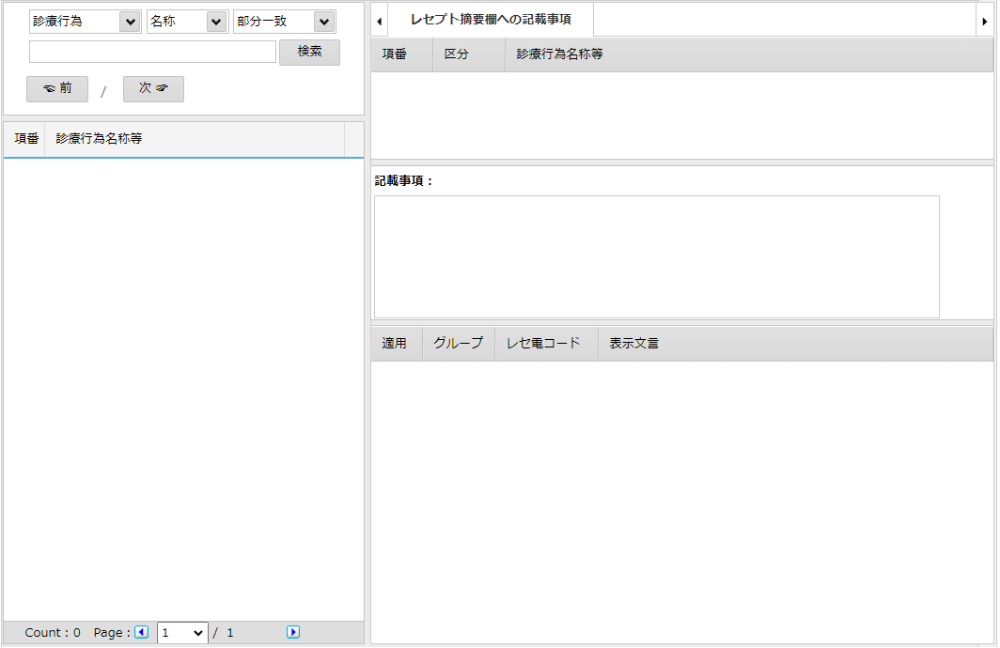 診療行為 名称 部分一致
検索
☜ 前 / 次 ☞
項番 診療行為名称等
Count : 0 Page : 1 / 1
レセプト摘要欄への記載事項
項番 区分 診療行為名称等
記載事項：
適用 グループ レセ電コード 表示文言